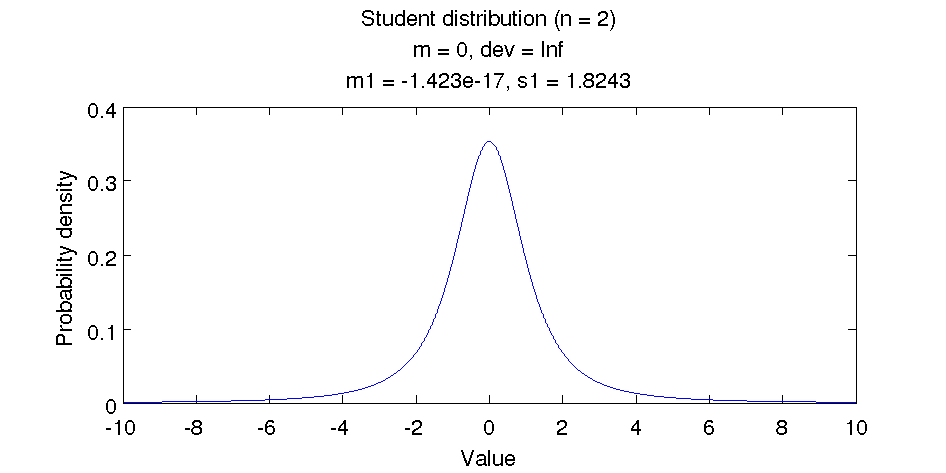 Student distribution (n = 2)
m = 0, dev = Inf
m1 = -1.423e-17, s1 = 1.8243
0.4
0.3
0.2
0.1
0
Probability density
-10 -8 -6 -4 -2 0 2 4 6 8 10
Value